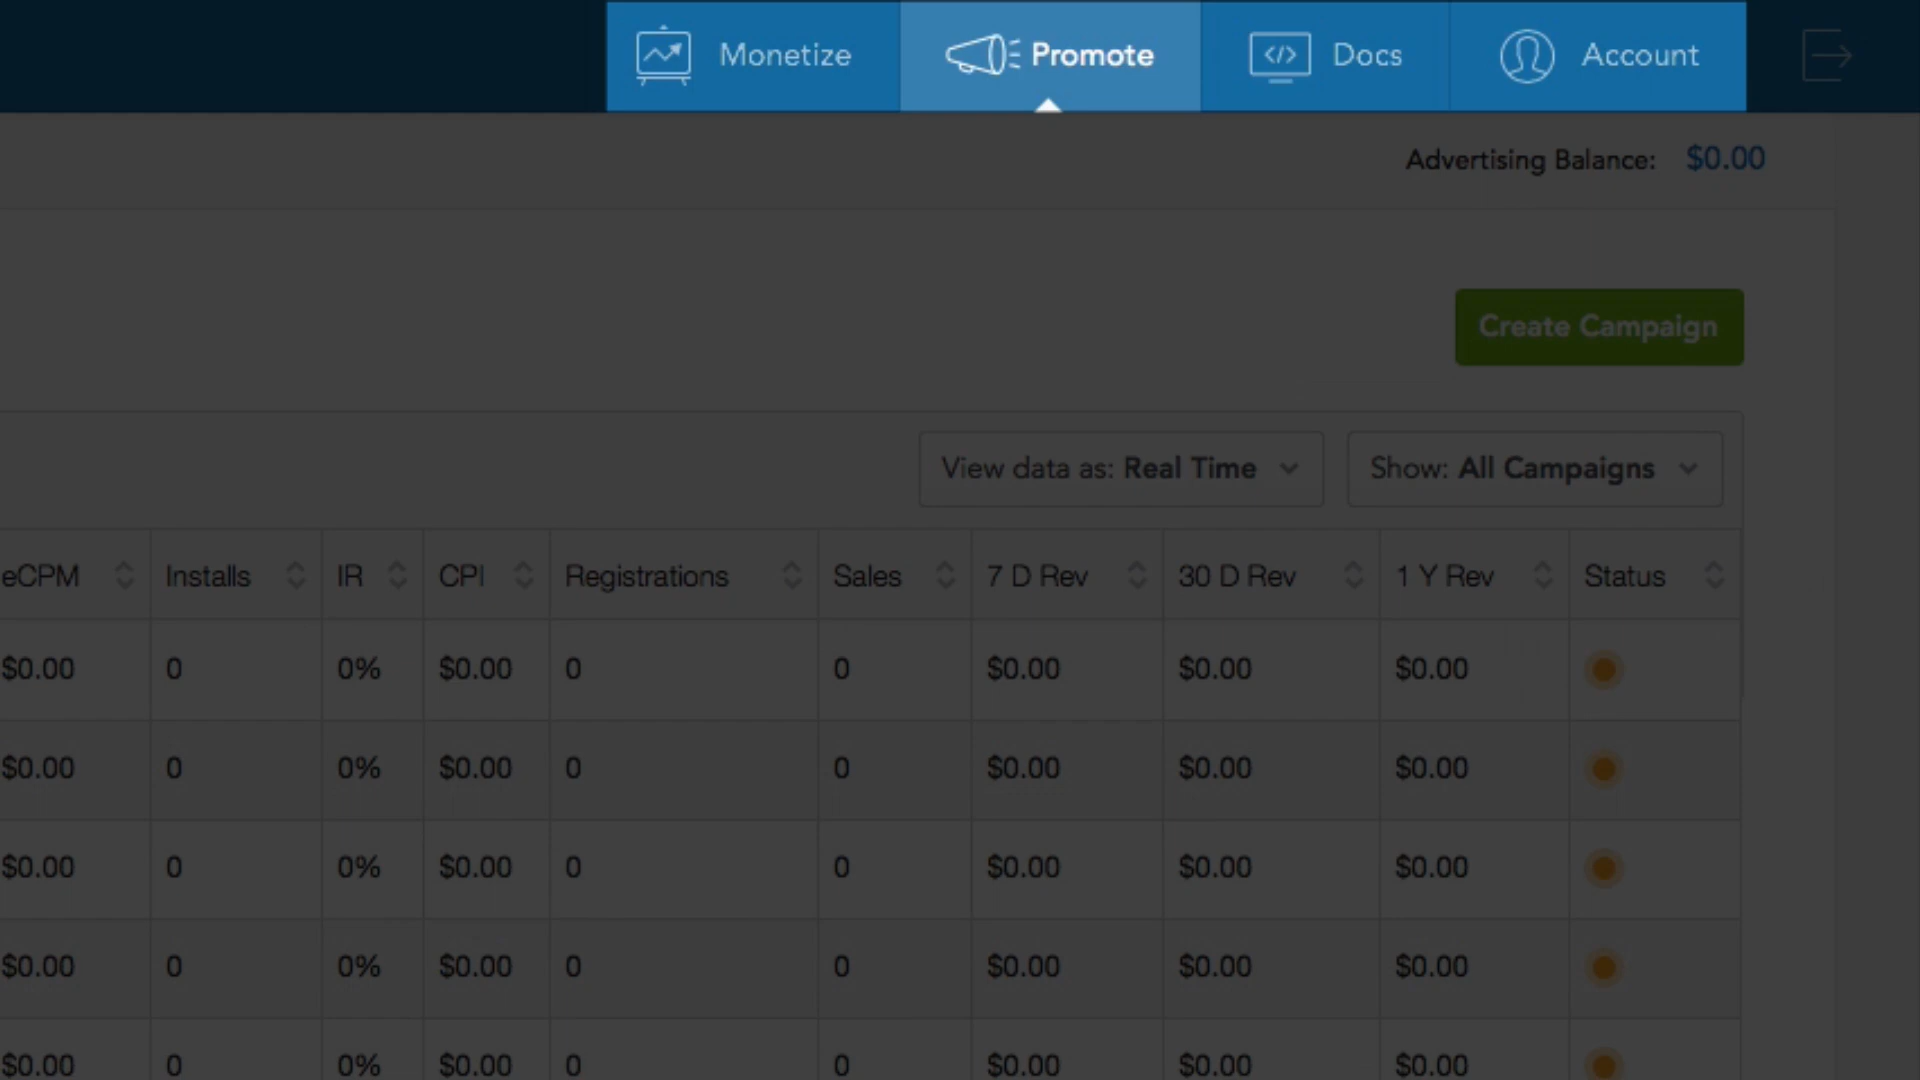 Monetize Promote Docs Account
Advertising Balance: $0.00
Create Campaign
View data as: Real Time Show: All Campaigns
eCPM Installs IR CPI Registrations Sales 7 D Rev 30 D Rev 1 Y Rev Status
$0.00 0 0% $0.00 0 0 $0.00 $0.00 $0.00
$0.00 0 0% $0.00 0 0 $0.00 $0.00 $0.00
$0.00 0 0% $0.00 0 0 $0.00 $0.00 $0.00
$0.00 0 0% $0.00 0 0 $0.00 $0.00 $0.00
$0.00 0 0% $0.00 0 0 $0.00 $0.00 $0.00